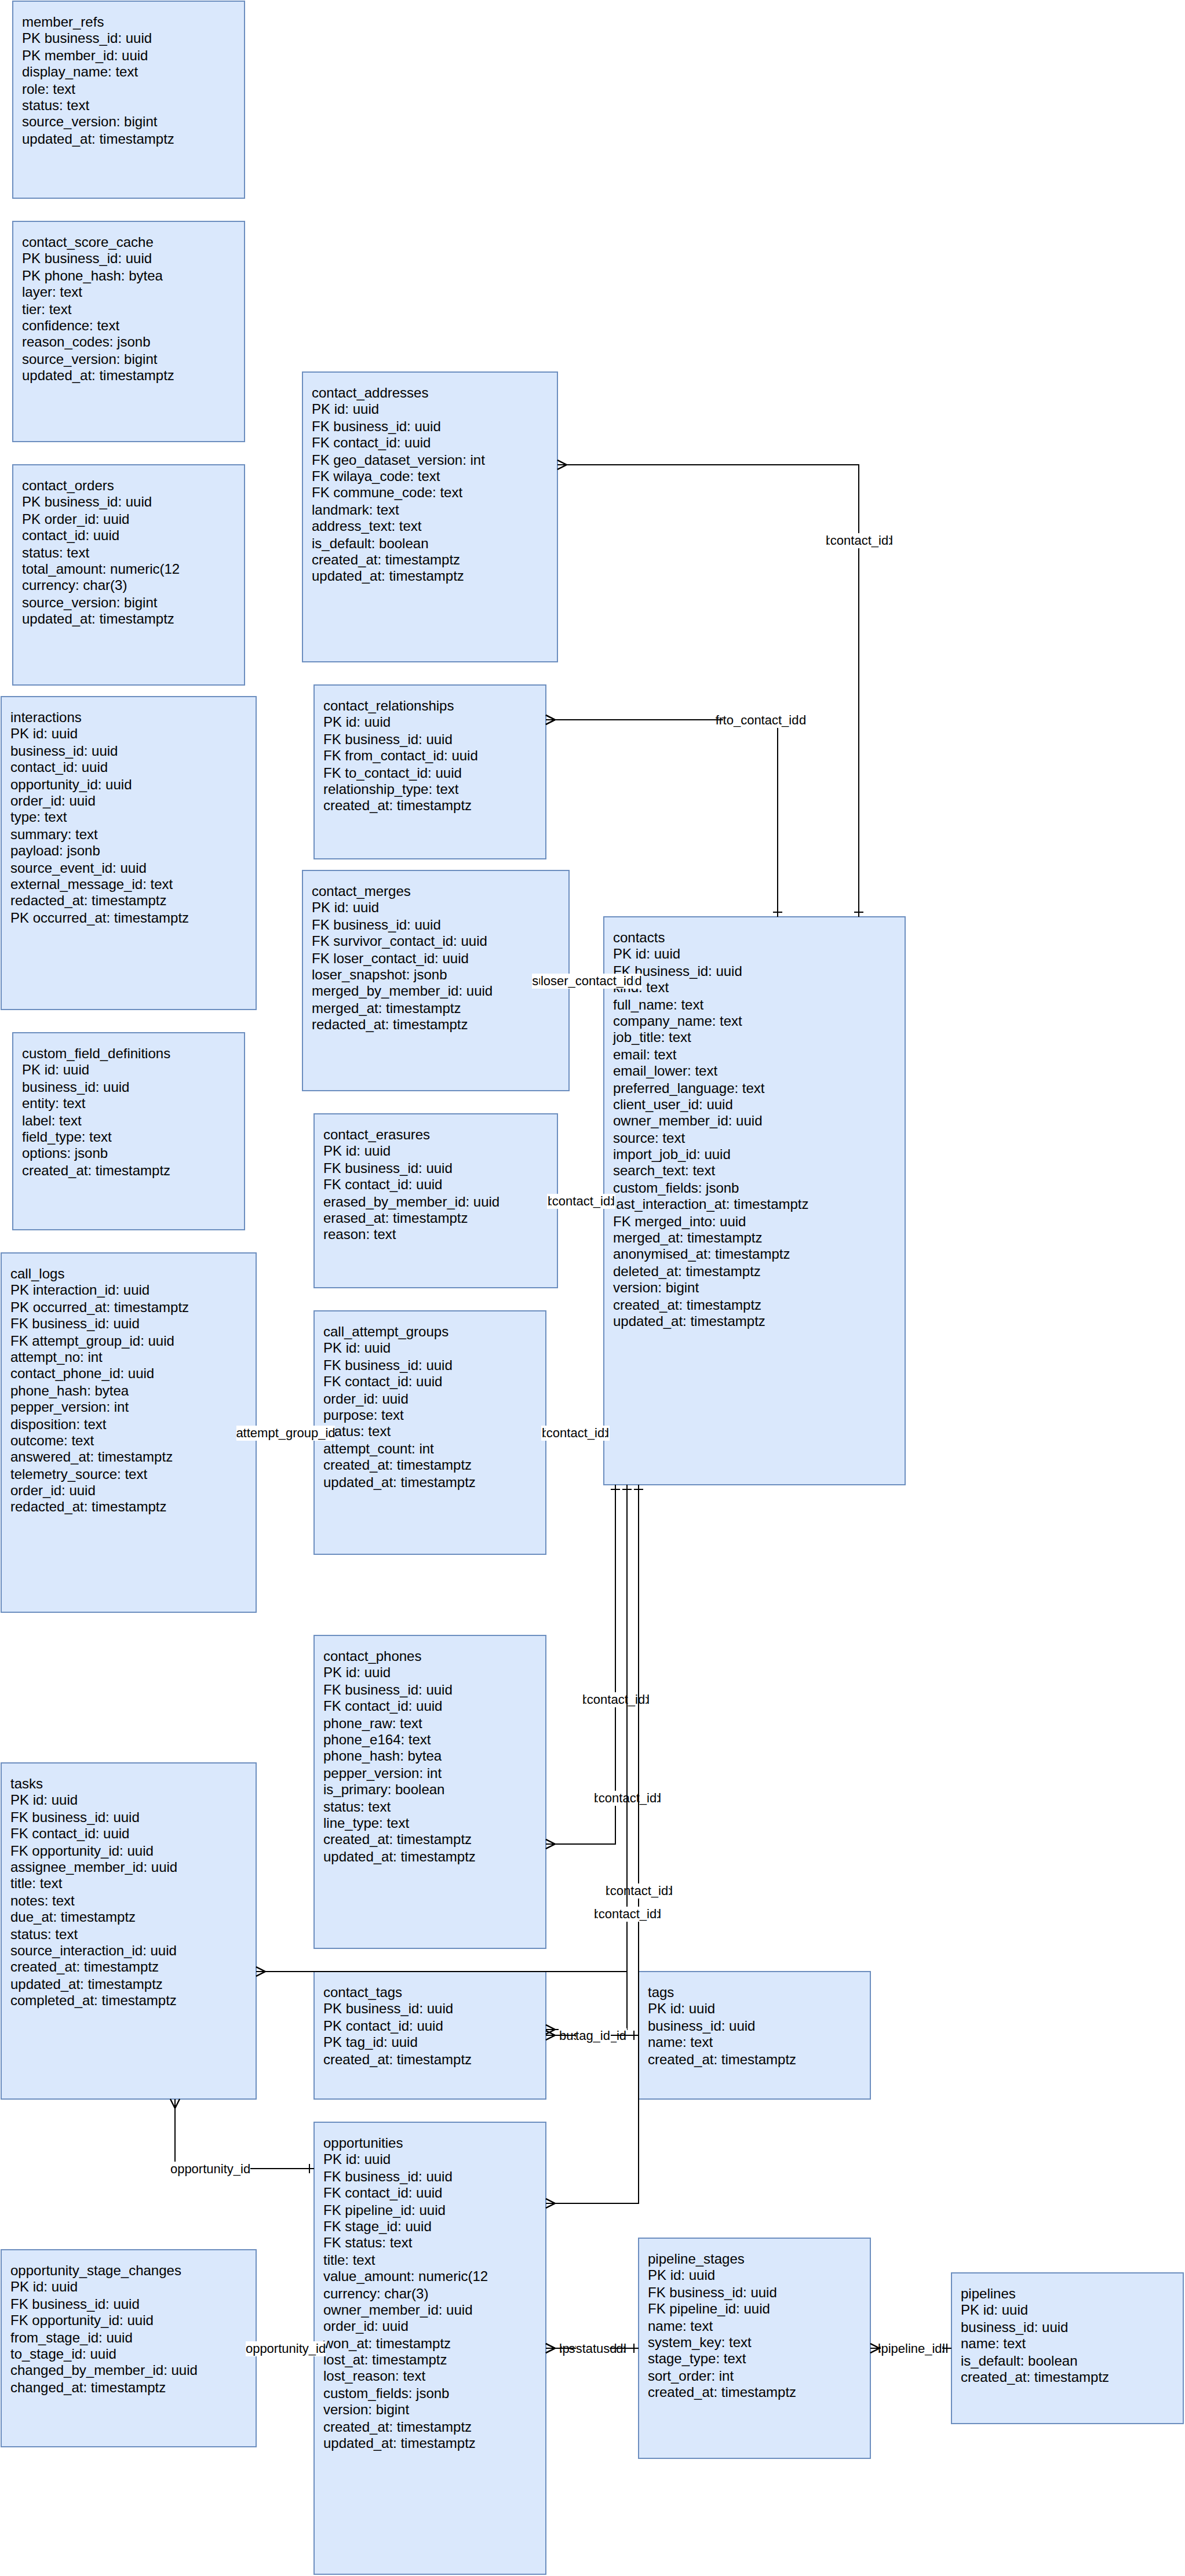 member_refs
PK business_id: uuid
PK member_id: uuid
display_name: text
role: text
status: text
source_version: bigint
updated_at: timestamptz
contact_score_cache
PK business_id: uuid
PK phone_hash: bytea
layer: text
tier: text
confidence: text
reason_codes: jsonb
source_version: bigint
updated_at: timestamptz
contact_orders
PK business_id: uuid
PK order_id: uuid
contact_id: uuid
status: text
total_amount: numeric(12
currency: char(3)
source_version: bigint
updated_at: timestamptz
interactions
PK id: uuid
business_id: uuid
contact_id: uuid
opportunity_id: uuid
order_id: uuid
type: text
summary: text
payload: jsonb
source_event_id: uuid
external_message_id: text
redacted_at: timestamptz
PK occurred_at: timestamptz
custom_field_definitions
PK id: uuid
business_id: uuid
entity: text
label: text
field_type: text
options: jsonb
created_at: timestamptz
call_logs
PK interaction_id: uuid
PK occurred_at: timestamptz
FK business_id: uuid
FK attempt_group_id: uuid
attempt_no: int
contact_phone_id: uuid
phone_hash: bytea
pepper_version: int
disposition: text
outcome: text
answered_at: timestamptz
telemetry_source: text
order_id: uuid
redacted_at: timestamptz
attempt_group_id
tasks
PK id: uuid
FK business_id: uuid
FK contact_id: uuid
FK opportunity_id: uuid
assignee_member_id: uuid
title: text
notes: text
due_at: timestamptz
status: text
source_interaction_id: uuid
created_at: timestamptz
updated_at: timestamptz
completed_at: timestamptz
opportunity_id
opportunity_stage_changes
PK id: uuid
FK business_id: uuid
FK opportunity_id: uuid
from_stage_id: uuid
to_stage_id: uuid
changed_by_member_id: uuid
changed_at: timestamptz
opportunity_id
contact_addresses
PK id: uuid
FK business_id: uuid
FK contact_id: uuid
FK geo_dataset_version: int
FK wilaya_code: text
FK commune_code: text
landmark: text
address_text: text
is_default: boolean
created_at: timestamptz
updated_at: timestamptz
contact_id
contact_relationships
PK id: uuid
FK business_id: uuid
FK from_contact_id: uuid
FK to_contact_id: uuid
relationship_type: text
created_at: timestamptz
to_contact_id
contact_merges
PK id: uuid
FK business_id: uuid
FK survivor_contact_id: uuid
FK loser_contact_id: uuid
loser_snapshot: jsonb
merged_by_member_id: uuid
merged_at: timestamptz
redacted_at: timestamptz
loser_contact_id
contact_erasures
PK id: uuid
FK business_id: uuid
FK contact_id: uuid
erased_by_member_id: uuid
erased_at: timestamptz
reason: text
contact_id
call_attempt_groups
PK id: uuid
FK business_id: uuid
FK contact_id: uuid
order_id: uuid
purpose: text
atus: text
attempt_count: int
created_at: timestamptz
updated_at: timestamptz
contact_id
contacts
PK id: uuid
FK business_id: uuid
kind: text
full_name: text
company_name: text
job_title: text
email: text
email_lower: text
preferred_language: text
client_user_id: uuid
owner_member_id: uuid
source: text
import_job_id: uuid
search_text: text
custom_fields: jsonb
ast_interaction_at: timestamptz
FK merged_into: uuid
merged_at: timestamptz
anonymised_at: timestamptz
deleted_at: timestamptz
version: bigint
created_at: timestamptz
updated_at: timestamptz
contact_phones
PK id: uuid
FK business_id: uuid
FK contact_id: uuid
phone_raw: text
phone_e164: text
phone_hash: bytea
pepper_version: int
is_primary: boolean
status: text
line_type: text
created_at: timestamptz
updated_at: timestamptz
contact_id
contact_id
contact_id
contact_id
contact_tags
PK business_id: uuid
PK contact_id: uuid
PK tag_id: uuid
created_at: timestamptz
tag_id
tags
PK id: uuid
business_id: uuid
name: text
created_at: timestamptz
opportunities
PK id: uuid
FK business_id: uuid
FK contact_id: uuid
FK pipeline_id: uuid
FK stage_id: uuid
FK status: text
title: text
value_amount: numeric(12
currency: char(3)
owner_member_id: uuid
order_id: uuid
won_at: timestamptz
lost_at: timestamptz
lost_reason: text
custom_fields: jsonb
version: bigint
created_at: timestamptz
updated_at: timestamptz
status
pipeline_stages
PK id: uuid
FK business_id: uuid
FK pipeline_id: uuid
name: text
system_key: text
stage_type: text
sort_order: int
created_at: timestamptz
pipeline_id
pipelines
PK id: uuid
business_id: uuid
name: text
is_default: boolean
created_at: timestamptz